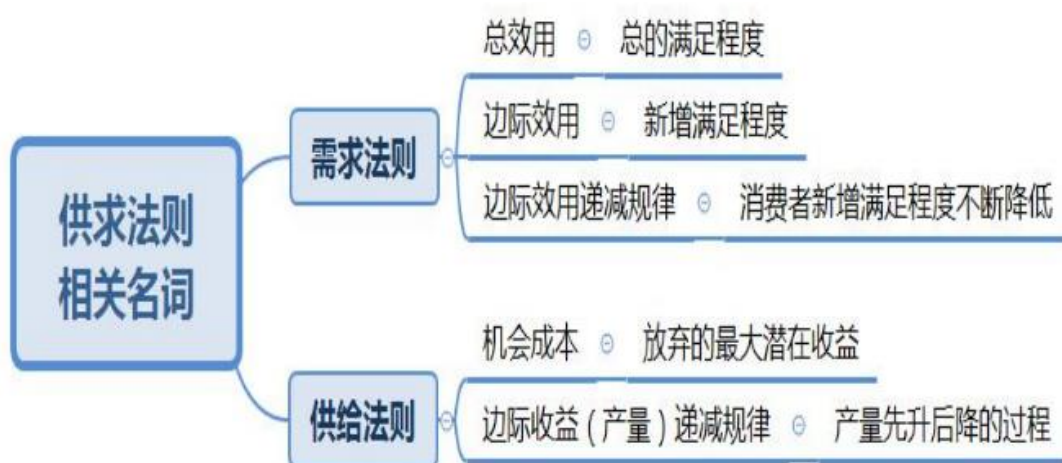 供求法则
相关名词
需求法则
总效用 总的满足程度
边际效用 新增满足程度
边际效用递减规律 消费者新增满足程度不断降低
供给法则
机会成本 放弃的最大潜在收益
边际收益（产量）递减规律 产量先升后降的过程